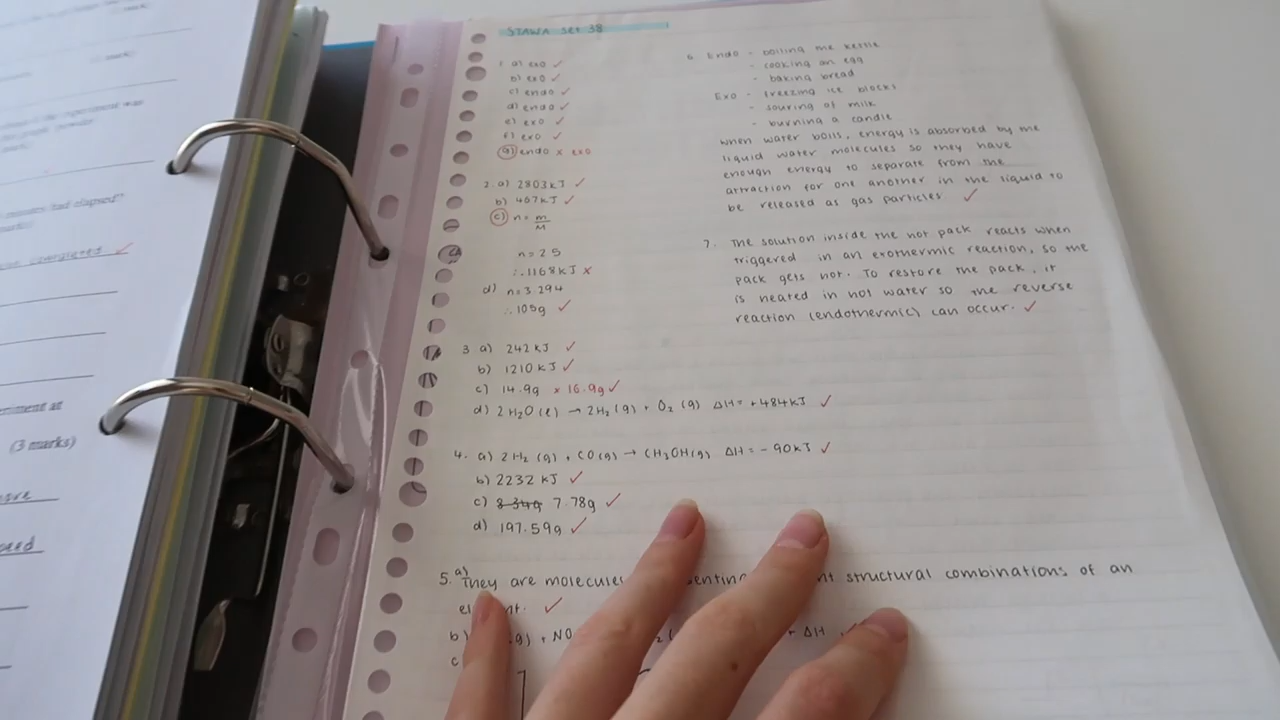 STAWA Set 38
1. a) exo ✓
b) exo ✓
c) endo ✓
d) endo ✓
e) exo ✓
f) exo ✓
g) endo x exo
2. a) 2803kJ ✓
b) 467kJ ✓
c) n = m/M
n = 25
∴ 1168kJ x
d) n = 3.294
∴ 105g ✓
3 a) 242kJ ✓
b) 1210kJ ✓
c) 14.9g x 16.9g ✓
d) 2H₂O(l) → 2H₂(g) + O₂(g) ΔH = +484kJ ✓
4. a) 2H₂(g) + CO(g) → CH₃OH(g) ΔH = -90kJ ✓
b) 2232 kJ ✓
c) 7.78g ✓
d) 197.59g ✓
5. a) They are structural combinations of an
✓
b) (g) + NO + ΔH
c
6. Endo - boiling the kettle
- cooking an egg
- baking bread
Exo - freezing ice blocks
- souring of milk
- burning a candle
When water boils, energy is absorbed by the
liquid water molecules so they have
enough energy to separate from the
attraction for one another in the liquid to
be released as gas particles. ✓
7. The solution inside the hot pack reacts when
triggered in an exothermic reaction, so the
pack gets hot. To restore the pack, it
is heated in hot water so the reverse
reaction (endothermic) can occur. ✓
completed ✓
(3 marks)